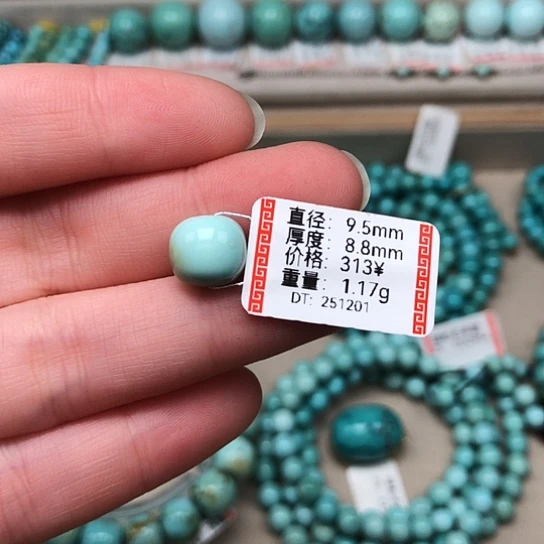 直径: 9.5mm
厚度: 8.8mm
价格: 313¥
重量: 1.17g
DT: 251201